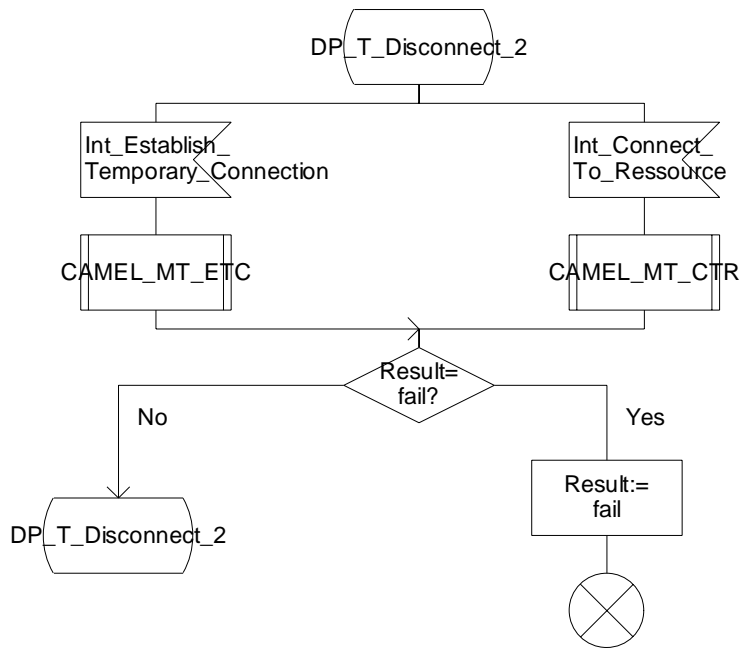 DP_T_Disconnect_2
Int_Establish_
Temporary_Connection
Int_Connect_
To_Ressource
CAMEL_MT_ETC
CAMEL_MT_CTR
Result=
fail?
No
Yes
Result:=
fail
DP_T_Disconnect_2